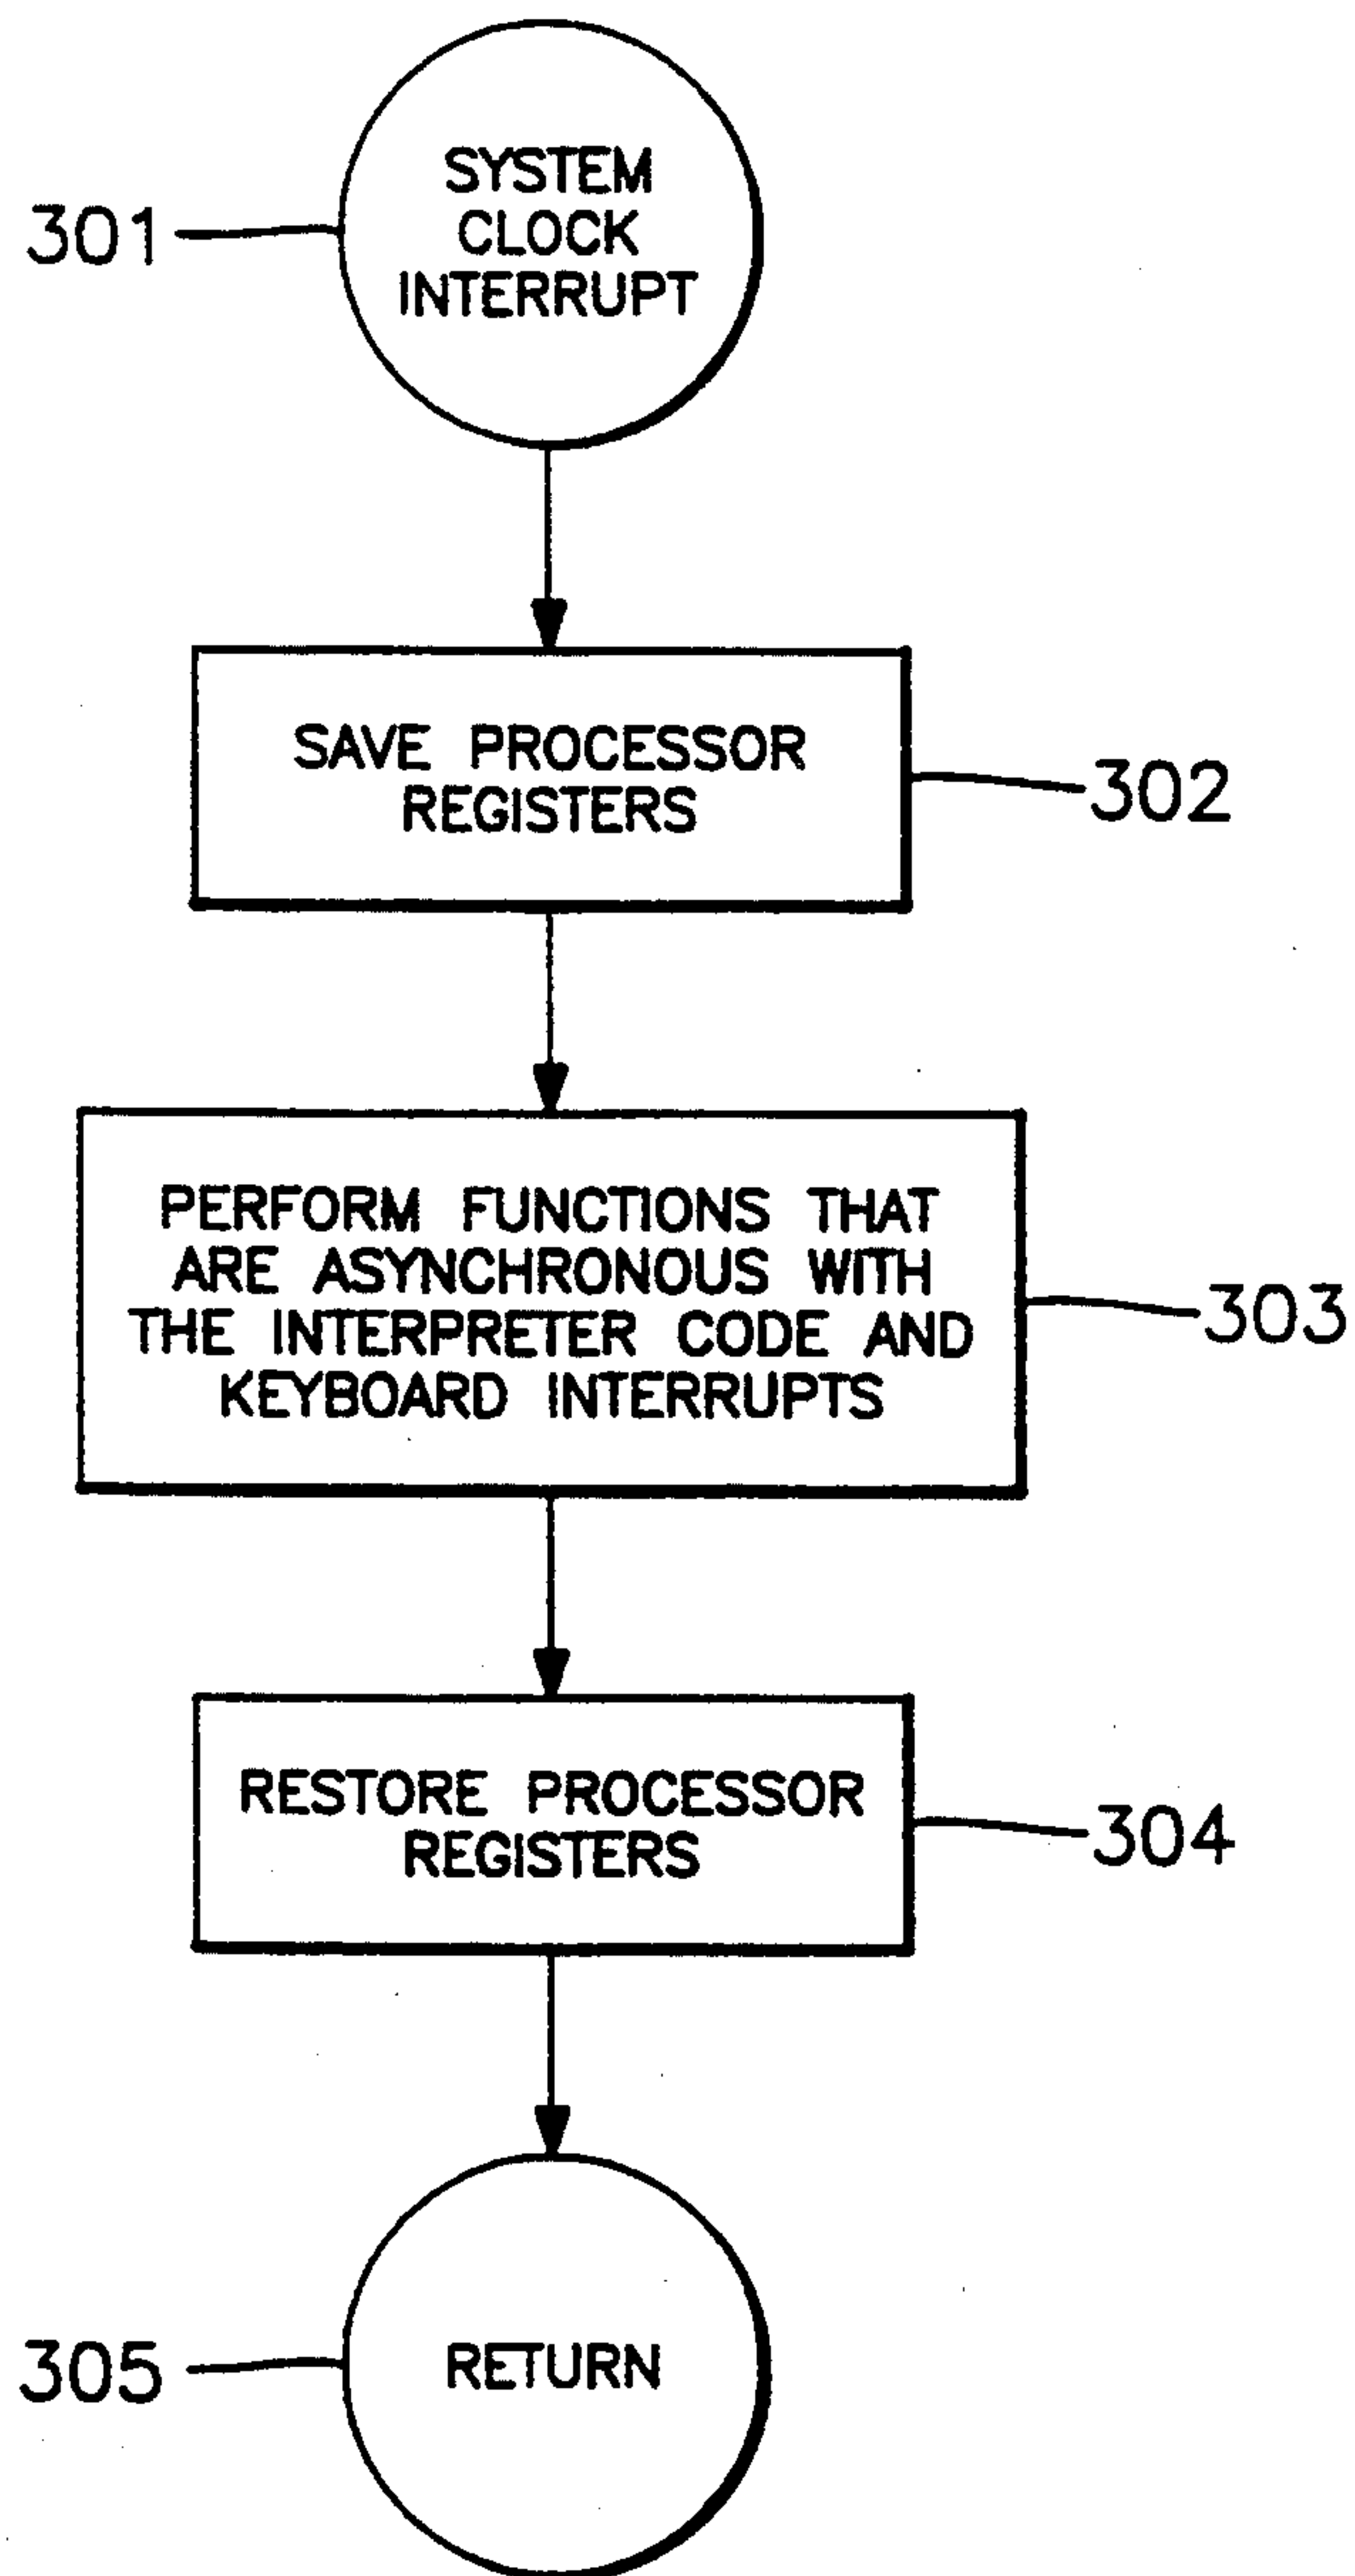 SYSTEM
CLOCK
INTERRUPT
301
SAVE PROCESSOR
REGISTERS
302
PERFORM FUNCTIONS THAT
ARE ASYNCHRONOUS WITH
THE INTERPRETER CODE AND
KEYBOARD INTERRUPTS
303
RESTORE PROCESSOR
REGISTERS
304
RETURN
305